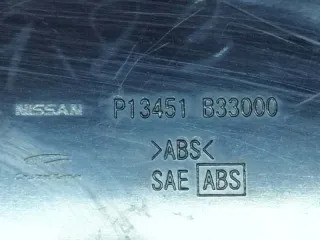 NISSAN P13451 B33000
>ABS<
SAE ABS